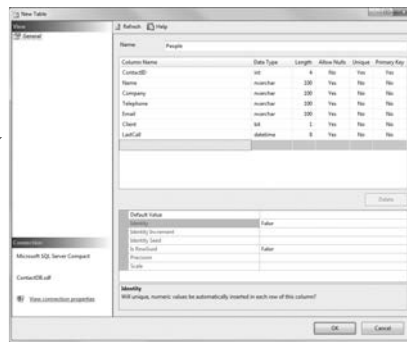 New Table
View
General
Refresh Help
Name People
Column Name Data Type Length Allow Nulls Unique Primary Key
ContactID int 4 No Yes Yes
Name nvarchar 100 Yes No No
Company nvarchar 100 Yes No No
Telephone nvarchar 100 Yes No No
Email nvarchar 100 Yes No No
Client bit 1 Yes No No
LastCall datetime 8 Yes No No
Delete
Default Value
Identity False
Identity Increment
Identity Seed
Is RowGuid False
Precision
Scale
Identity
Will unique, numeric values be automatically inserted in each row of this column?
Connection
Microsoft SQL Server Compact
ContactDB.sdf
View connection properties
OK Cancel